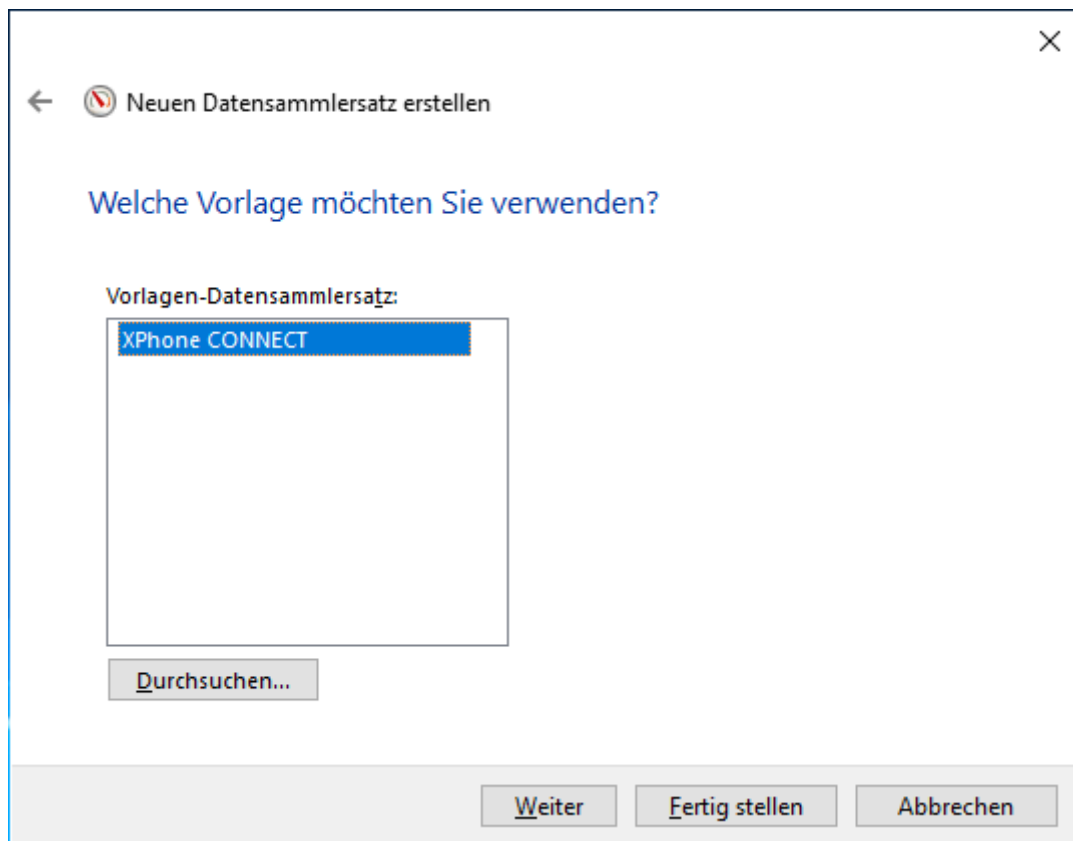 Neuen Datensammlersatz erstellen
Welche Vorlage möchten Sie verwenden?
Vorlagen-Datensammlersatz:
XPhone CONNECT
Durchsuchen...
Weiter
Fertig stellen
Abbrechen